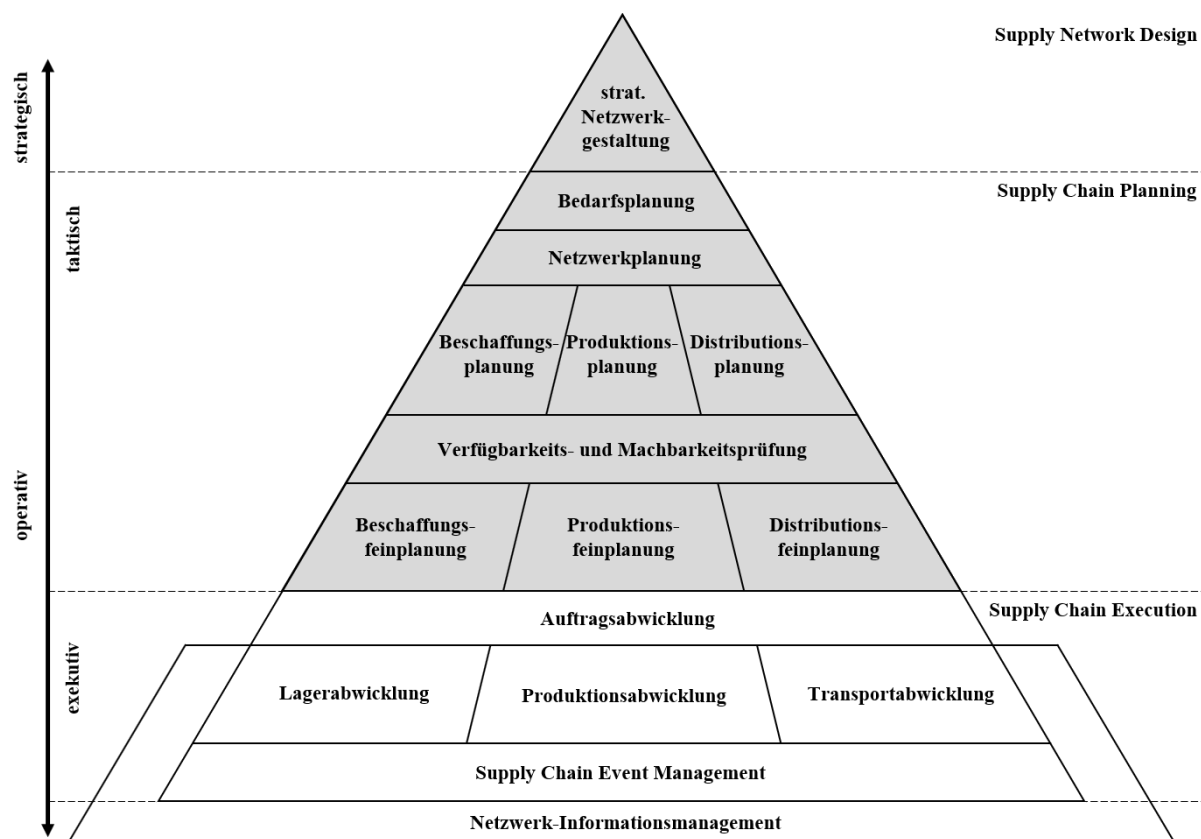 Supply Network Design
strategisch
strat.
Netzwerk-
gestaltung
Supply Chain Planning
taktisch
Bedarfsplanung
Netzwerkplanung
Beschaffungs-
planung
Produktions-
planung
Distributions-
planung
operativ
Verfügbarkeits- und Machbarkeitsprüfung
Beschaffungs-
feinplanung
Produktions-
feinplanung
Distributions-
feinplanung
Supply Chain Execution
exekutiv
Auftragsabwicklung
Lagerabwicklung
Produktionsabwicklung
Transportabwicklung
Supply Chain Event Management
Netzwerk-Informationsmanagement